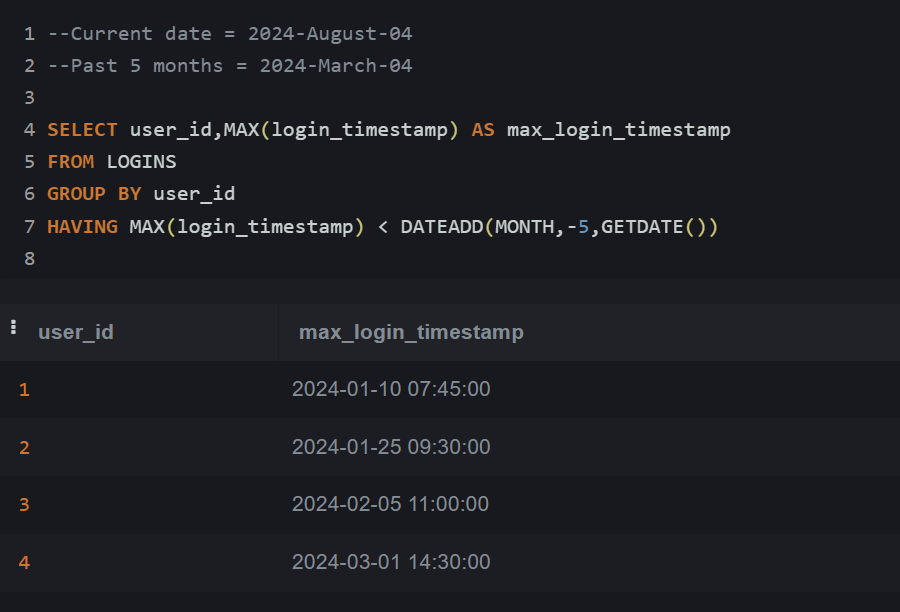 1 --Current date = 2024-August-04
2 --Past 5 months = 2024-March-04
3
4 SELECT user_id,MAX(login_timestamp) AS max_login_timestamp
5 FROM LOGINS
6 GROUP BY user_id
7 HAVING MAX(login_timestamp) < DATEADD(MONTH,-5,GETDATE())
8
user_id max_login_timestamp
1 2024-01-10 07:45:00
2 2024-01-25 09:30:00
3 2024-02-05 11:00:00
4 2024-03-01 14:30:00